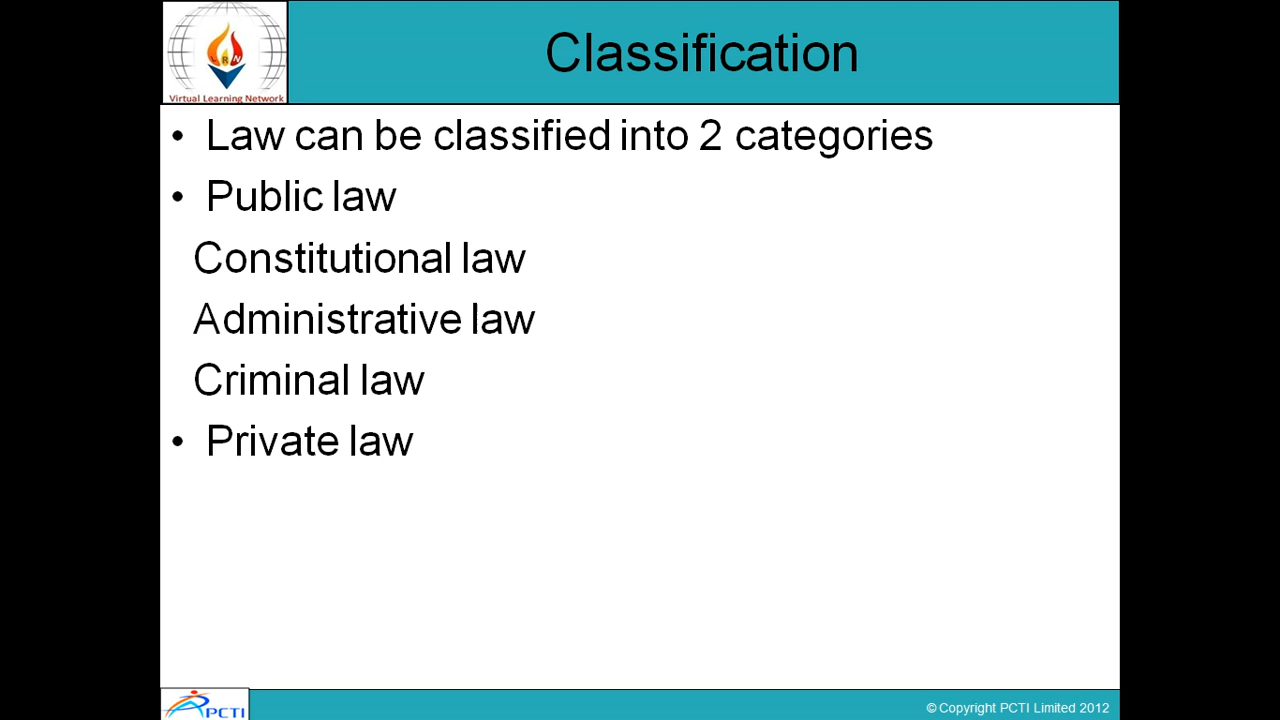 Classification
VLN
Virtual Learning Network
• Law can be classified into 2 categories
• Public law
Constitutional law
Administrative law
Criminal law
• Private law
PCTI
© Copyright PCTI Limited 2012